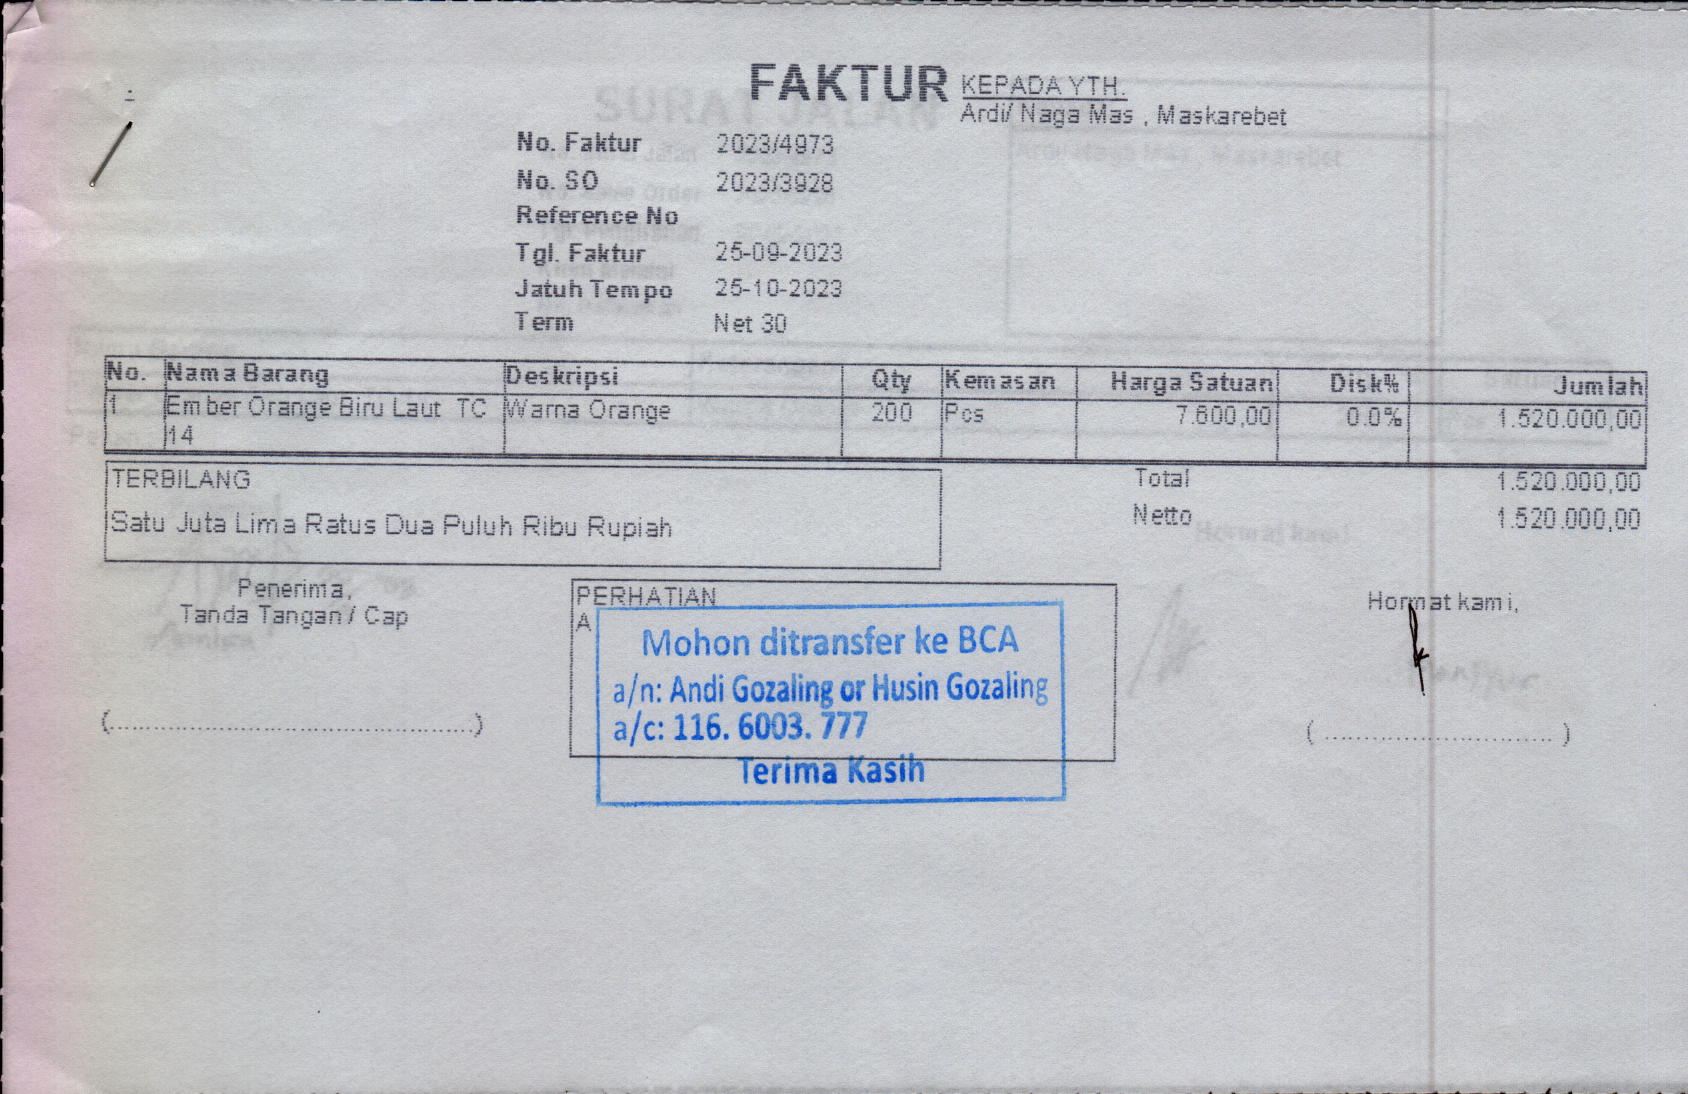 FAKTUR
KEPADA YTH.
Ardi/ Naga Mas , Maskarebet
No. Faktur 2023/4973
No. SO 2023/3928
Reference No
Tgl. Faktur 25-09-2023
Jatuh Tempo 25-10-2023
Term Net 30
No. Nama Barang Deskripsi Qty Kemasan Harga Satuan Disk% Jumlah
1 Ember Orange Biru Laut TC Warna Orange 200 Pcs 7.600,00 0.0% 1.520.000,00
14
TERBILANG
Satu Juta Lima Ratus Dua Puluh Ribu Rupiah
Total 1.520.000,00
Netto 1.520.000,00
Penerima,
Tanda Tangan / Cap
(................................................)
PERHATIAN
A
Mohon ditransfer ke BCA
a/n: Andi Gozaling or Husin Gozaling
a/c: 116. 6003. 777
Terima Kasih
Hormat kami,
( .............................. )
SURAT JALAN
Hormat kami